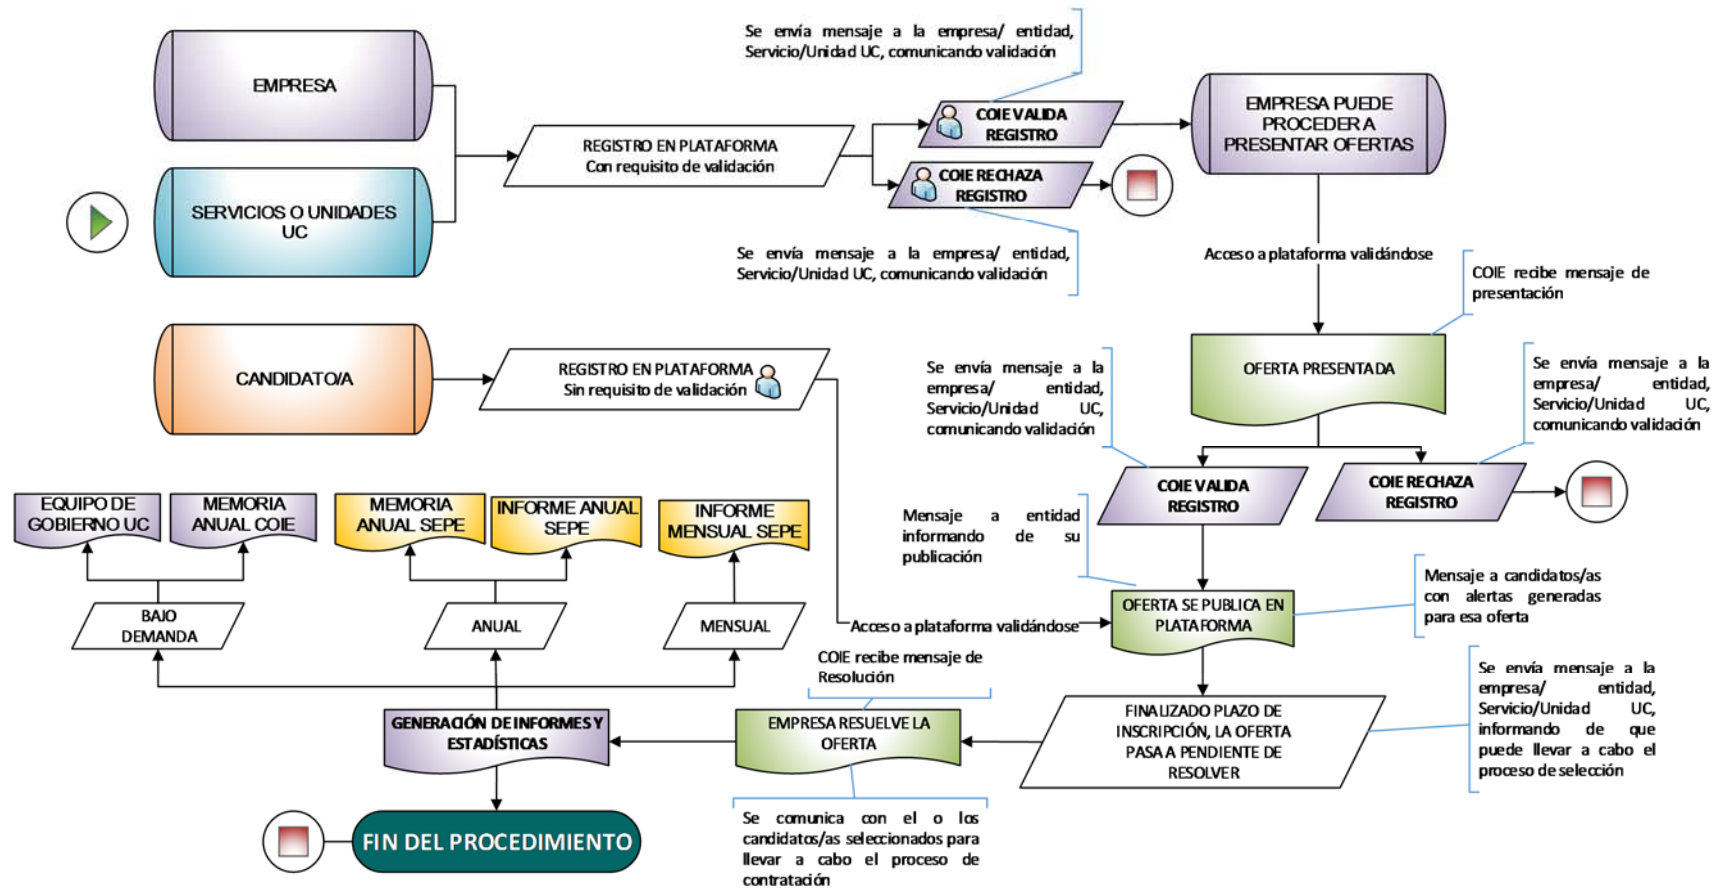 Se envía mensaje a la empresa/ entidad,
Servicio/Unidad UC, comunicando validación
EMPRESA
REGISTRO EN PLATAFORMA
Con requisito de validación
COIE VALIDA
REGISTRO
EMPRESA PUEDE
PROCEDER A
PRESENTAR OFERTAS
COIE RECHAZA
REGISTRO
SERVICIOS O UNIDADES
UC
Se envía mensaje a la empresa/ entidad,
Servicio/Unidad UC, comunicando validación
Acceso a plataforma validándose
COIE recibe mensaje de
presentación
CANDIDATO/A
REGISTRO EN PLATAFORMA
Sin requisito de validación
Se envía mensaje a la
empresa/ entidad,
Servicio/Unidad UC,
comunicando validación
OFERTA PRESENTADA
Se envía mensaje a la
empresa/ entidad,
Servicio/Unidad UC,
comunicando validación
COIE VALIDA
REGISTRO
COIE RECHAZA
REGISTRO
EQUIPO DE
GOBIERNO UC
MEMORIA
ANUAL COIE
MEMORIA
ANUAL SEPE
INFORME ANUAL
SEPE
INFORME
MENSUAL SEPE
Mensaje a entidad
informando de su
publicación
BAJO
DEMANDA
ANUAL
MENSUAL
Acceso a plataforma validándose
OFERTA SE PUBLICA EN
PLATAFORMA
Mensaje a candidatos/as
con alertas generadas
para esa oferta
COIE recibe mensaje de
Resolución
GENERACIÓN DE INFORMES Y
ESTADÍSTICAS
EMPRESA RESUELVE LA
OFERTA
FINALIZADO PLAZO DE
INSCRIPCIÓN, LA OFERTA
PASA A PENDIENTE DE
RESOLVER
Se envía mensaje a la
empresa/ entidad,
Servicio/Unidad UC,
informando de que
puede llevar a cabo el
proceso de selección
FIN DEL PROCEDIMIENTO
Se comunica con el o los
candidatos/as seleccionados para
llevar a cabo el proceso de
contratación